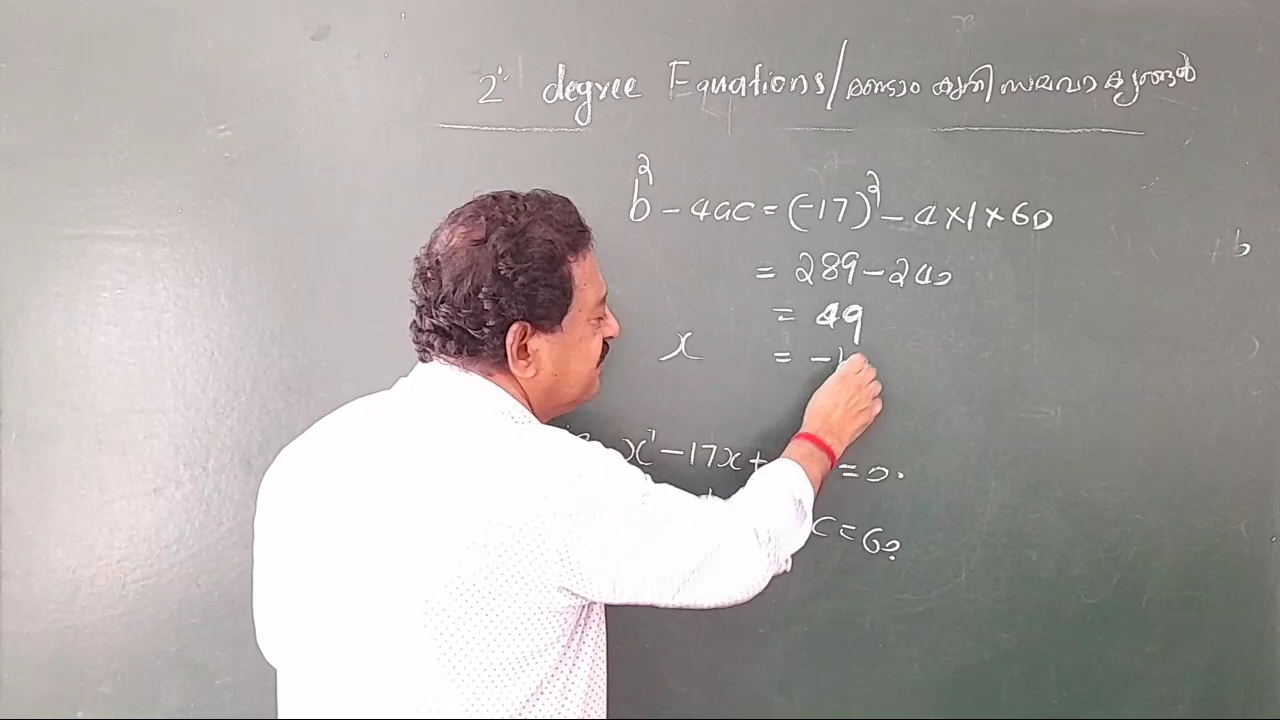 2nd degree Equations/രണ്ടാം കൃതി സമവാക്യങ്ങൾ
b² - 4ac = (-17)² - 4×1×60
= 289 - 240
= 49
x = -b
x² - 17x + = 0.
c = 60
b